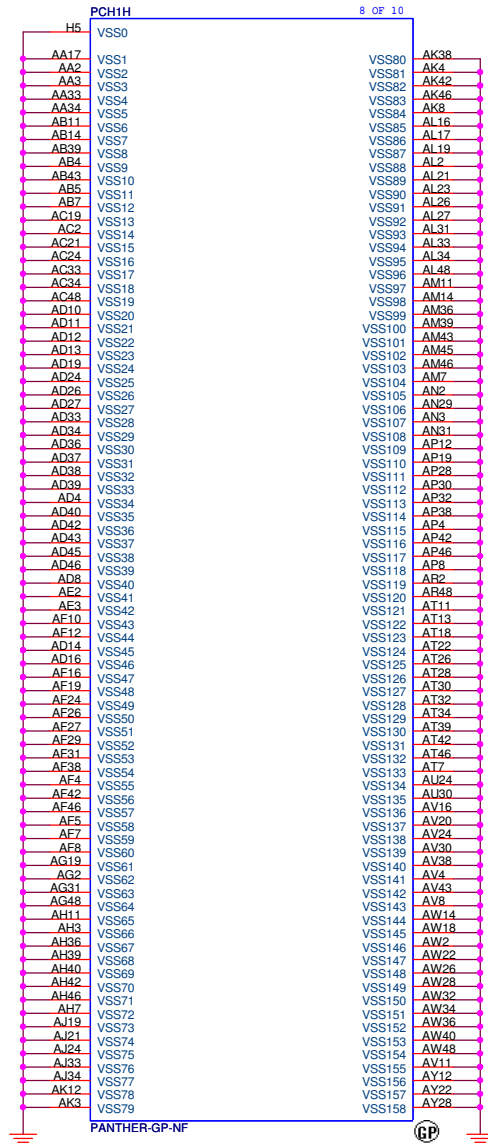 PCH1H 8 OF 10
H5 VSS0
AA17 VSS1 VSS80 AK38
AA2 VSS2 VSS81 AK4
AA3 VSS3 VSS82 AK42
AA33 VSS4 VSS83 AK46
AA34 VSS5 VSS84 AK8
AB11 VSS6 VSS85 AL16
AB14 VSS7 VSS86 AL17
AB39 VSS8 VSS87 AL19
AB4 VSS9 VSS88 AL2
AB43 VSS10 VSS89 AL21
AB5 VSS11 VSS90 AL23
AB7 VSS12 VSS91 AL26
AC19 VSS13 VSS92 AL27
AC2 VSS14 VSS93 AL31
AC21 VSS15 VSS94 AL33
AC24 VSS16 VSS95 AL34
AC33 VSS17 VSS96 AL48
AC34 VSS18 VSS97 AM11
AC48 VSS19 VSS98 AM14
AD10 VSS20 VSS99 AM36
AD11 VSS21 VSS100 AM39
AD12 VSS22 VSS101 AM43
AD13 VSS23 VSS102 AM45
AD19 VSS24 VSS103 AM46
AD24 VSS25 VSS104 AM7
AD26 VSS26 VSS105 AN2
AD27 VSS27 VSS106 AN29
AD33 VSS28 VSS107 AN3
AD34 VSS29 VSS108 AN31
AD36 VSS30 VSS109 AP12
AD37 VSS31 VSS110 AP19
AD38 VSS32 VSS111 AP28
AD39 VSS33 VSS112 AP30
AD4 VSS34 VSS113 AP32
AD40 VSS35 VSS114 AP38
AD42 VSS36 VSS115 AP4
AD43 VSS37 VSS116 AP42
AD45 VSS38 VSS117 AP46
AD46 VSS39 VSS118 AP8
AD8 VSS40 VSS119 AR2
AE2 VSS41 VSS120 AR48
AE3 VSS42 VSS121 AT11
AF10 VSS43 VSS122 AT13
AF12 VSS44 VSS123 AT18
AD14 VSS45 VSS124 AT22
AD16 VSS46 VSS125 AT26
AF16 VSS47 VSS126 AT28
AF19 VSS48 VSS127 AT30
AF24 VSS49 VSS128 AT32
AF26 VSS50 VSS129 AT34
AF27 VSS51 VSS130 AT39
AF29 VSS52 VSS131 AT42
AF31 VSS53 VSS132 AT46
AF38 VSS54 VSS133 AT7
AF4 VSS55 VSS134 AU24
AF42 VSS56 VSS135 AU30
AF46 VSS57 VSS136 AV16
AF5 VSS58 VSS137 AV20
AF7 VSS59 VSS138 AV24
AF8 VSS60 VSS139 AV30
AG19 VSS61 VSS140 AV38
AG2 VSS62 VSS141 AV4
AG31 VSS63 VSS142 AV43
AG48 VSS64 VSS143 AV8
AH11 VSS65 VSS144 AW14
AH3 VSS66 VSS145 AW18
AH36 VSS67 VSS146 AW2
AH39 VSS68 VSS147 AW22
AH40 VSS69 VSS148 AW26
AH42 VSS70 VSS149 AW28
AH46 VSS71 VSS150 AW32
AH7 VSS72 VSS151 AW34
AJ19 VSS73 VSS152 AW36
AJ21 VSS74 VSS153 AW40
AJ24 VSS75 VSS154 AW48
AJ33 VSS76 VSS155 AV11
AJ34 VSS77 VSS156 AY12
AK12 VSS78 VSS157 AY22
AK3 VSS79 VSS158 AY28
PANTHER-GP-NF GP